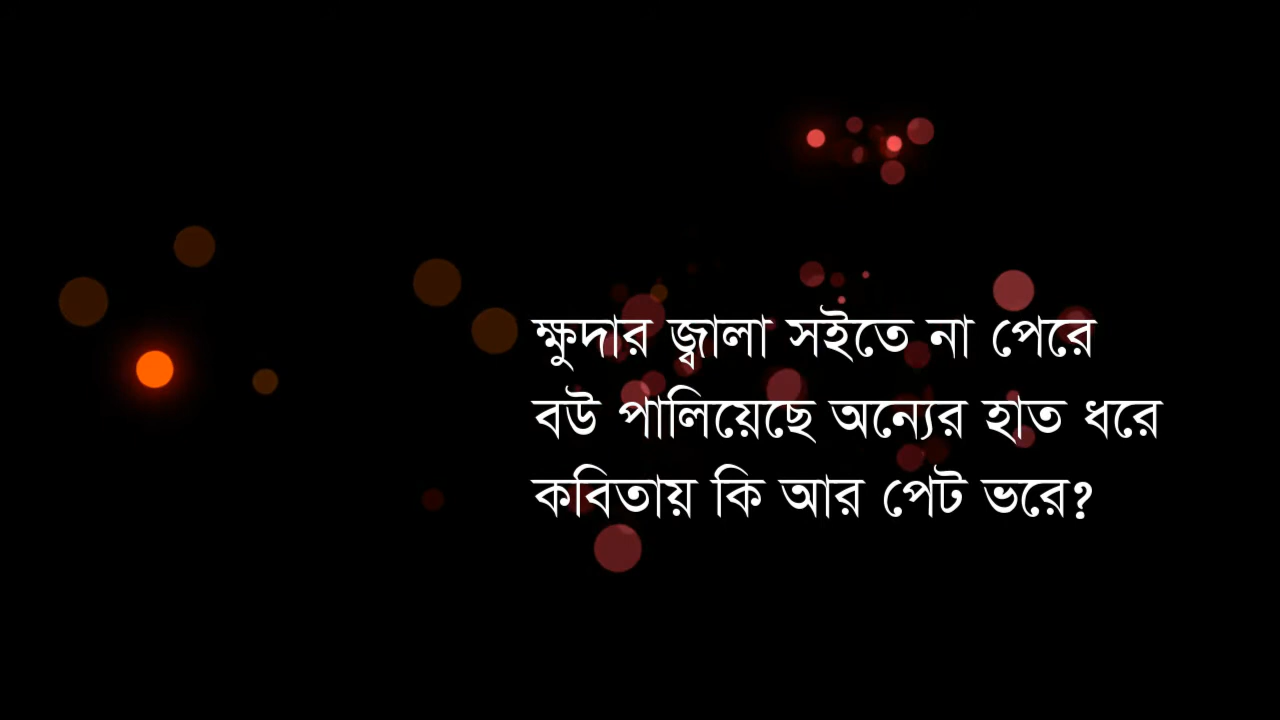 ক্ষুদার জ্বালা সইতে না পেরে
বউ পালিয়েছে অন্যের হাত ধরে
কবিতায় কি আর পেট ভরে?